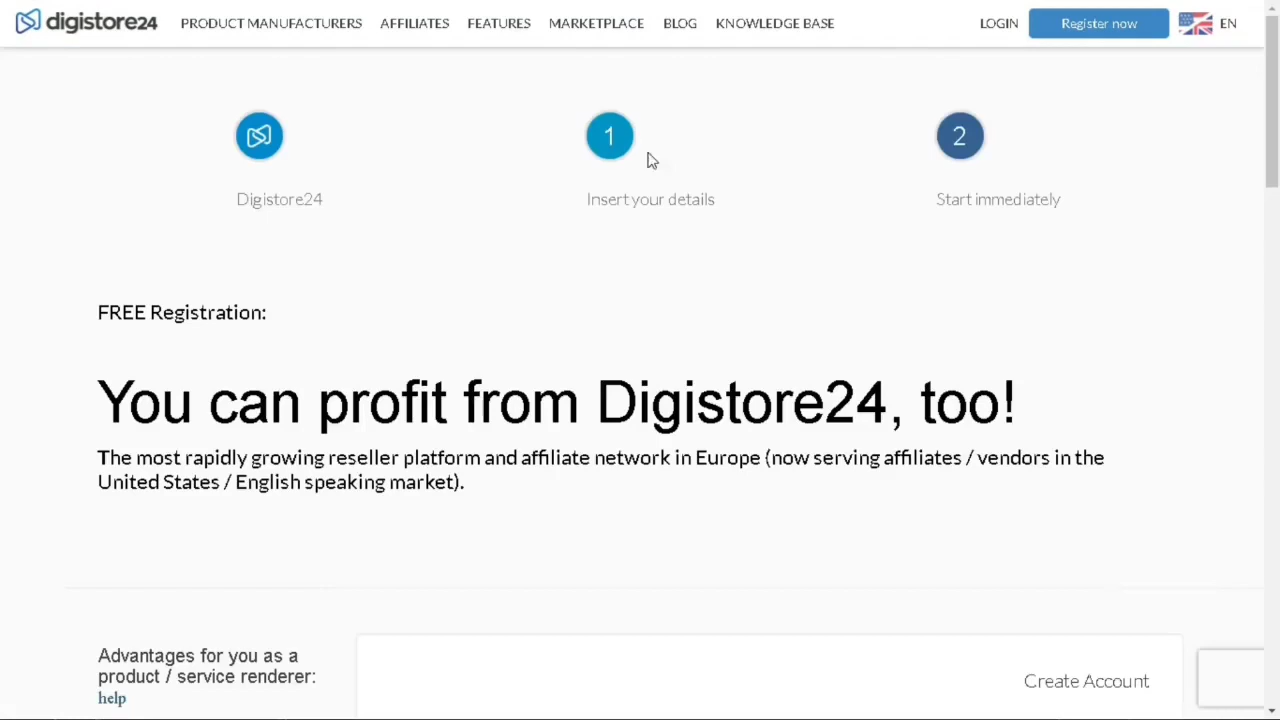 digistore24 PRODUCT MANUFACTURERS AFFILIATES FEATURES MARKETPLACE BLOG KNOWLEDGE BASE LOGIN Register now EN
1 2
Digistore24 Insert your details Start immediately
FREE Registration:
You can profit from Digistore24, too!
The most rapidly growing reseller platform and affiliate network in Europe (now serving affiliates / vendors in the
United States / English speaking market).
Advantages for you as a
product / service renderer:
help
Create Account